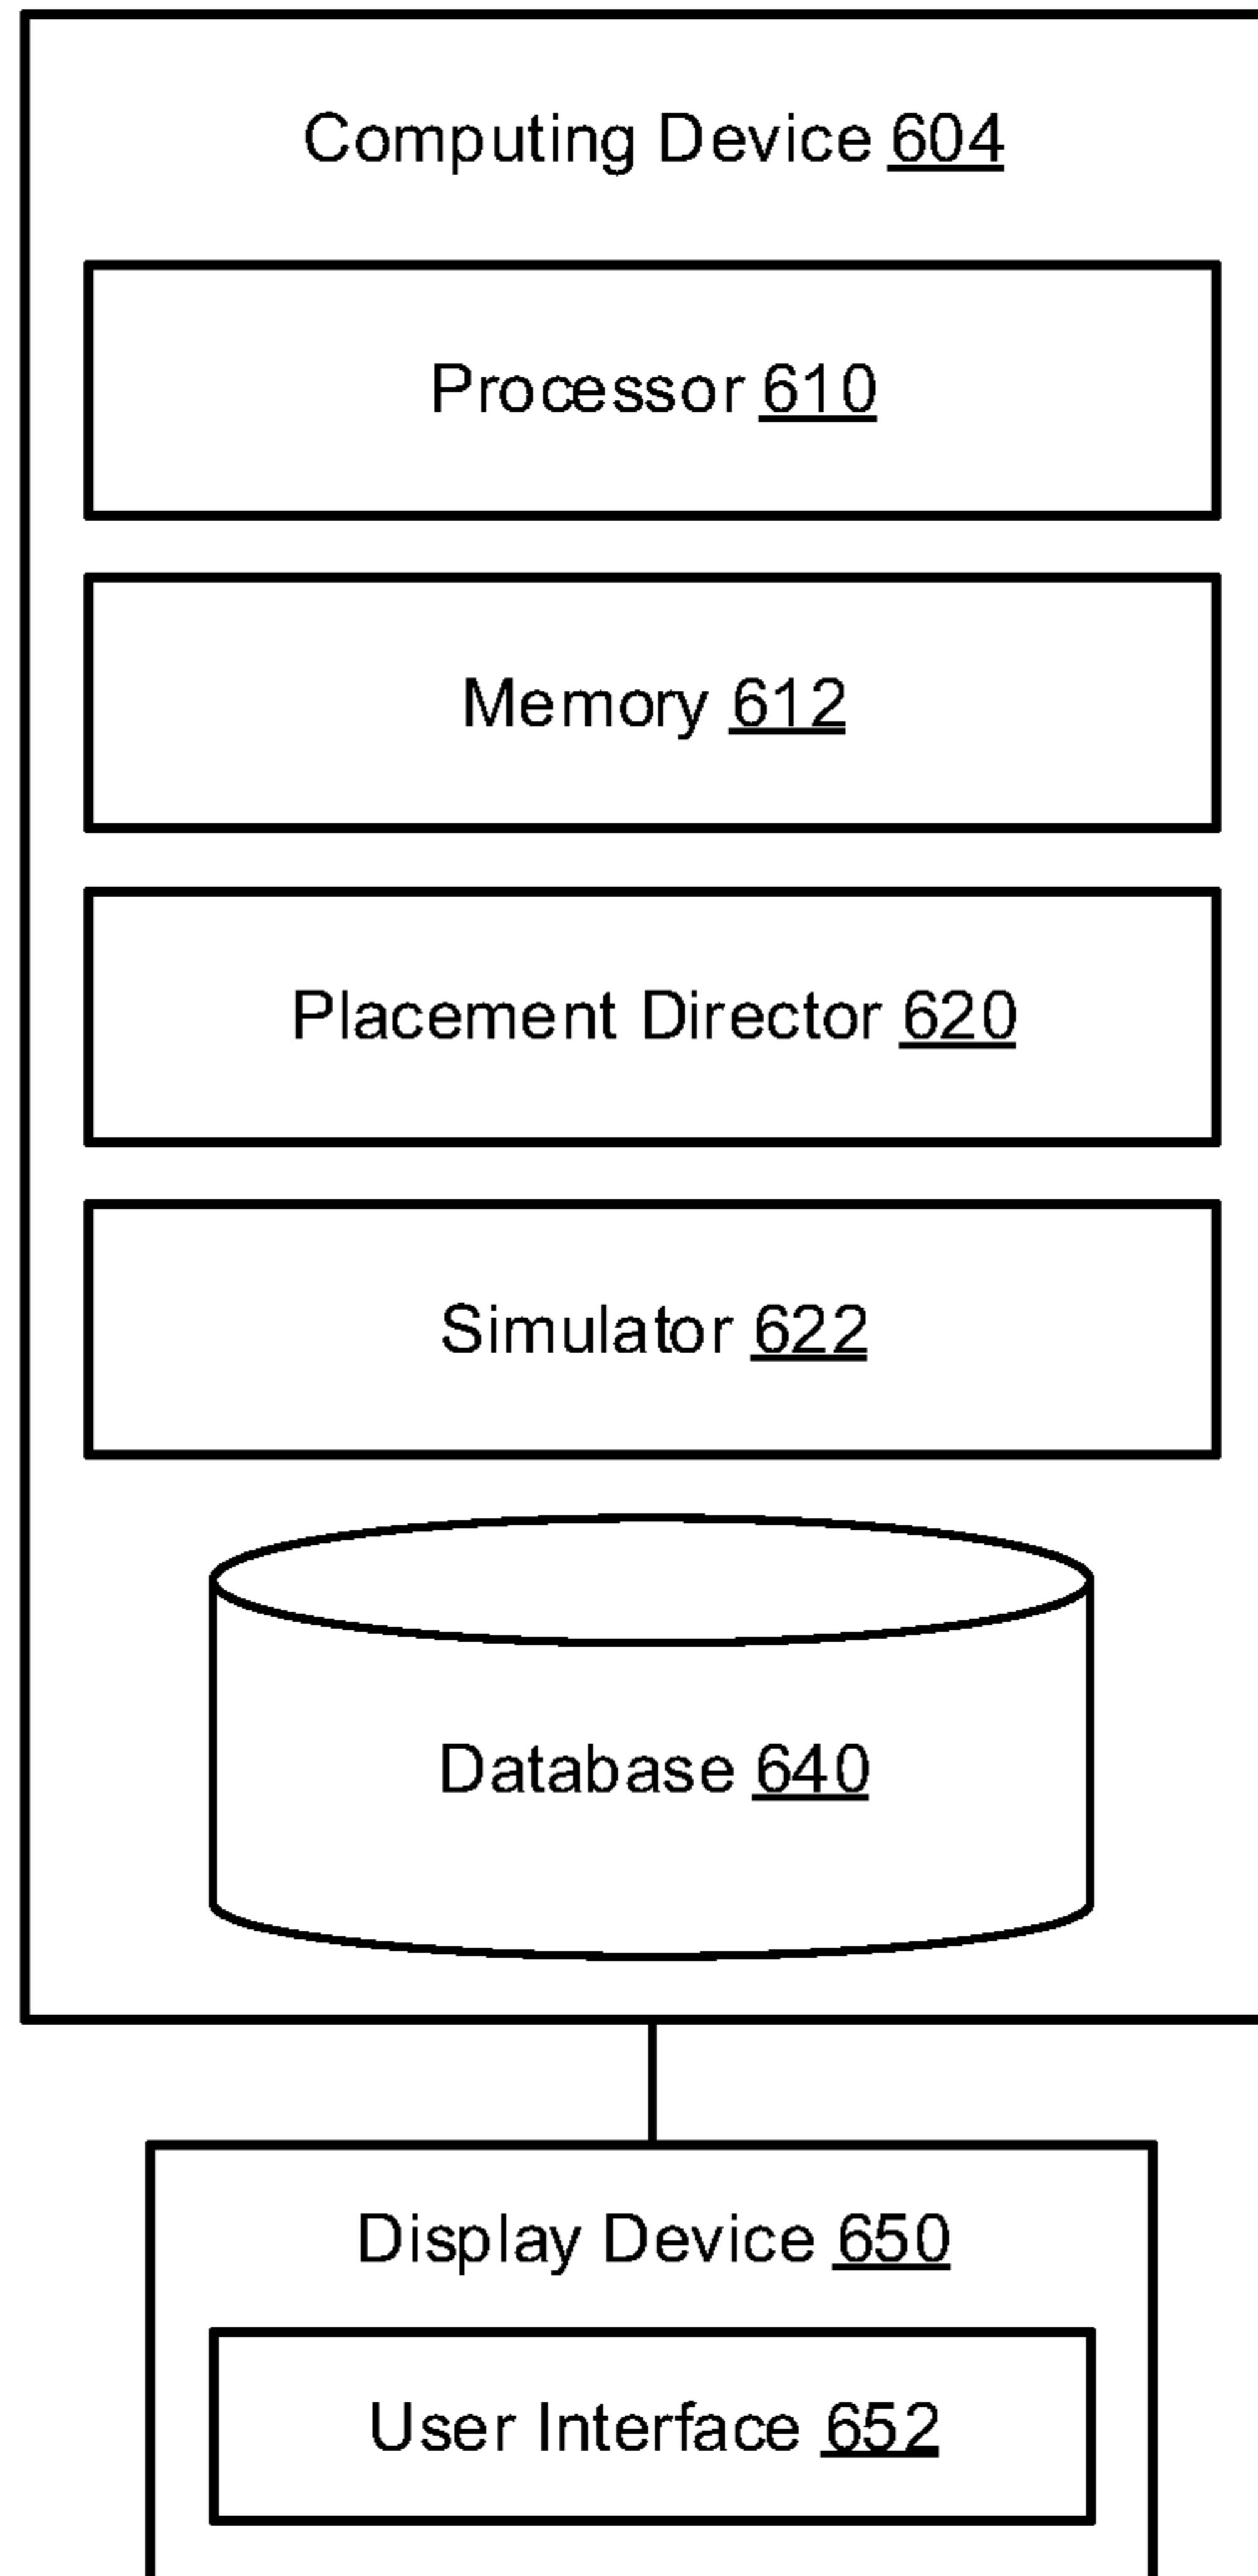 Computing Device 604
Processor 610
Memory 612
Placement Director 620
Simulator 622
Database 640
Display Device 650
User Interface 652